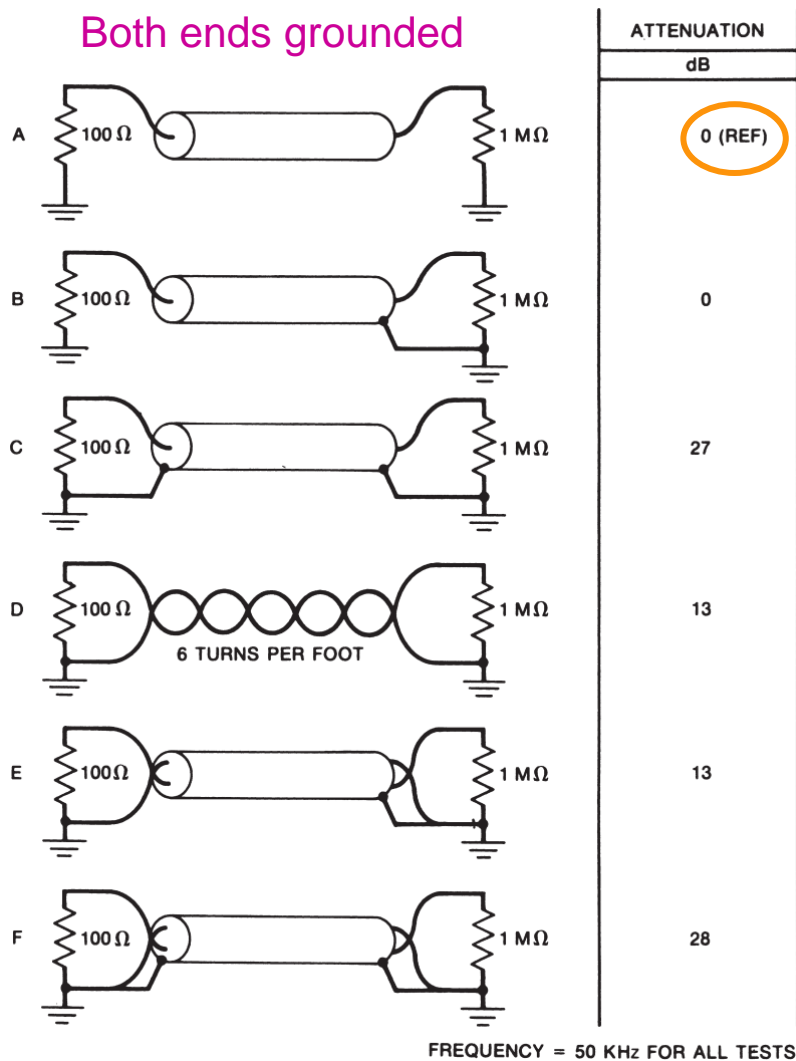 Both ends grounded
ATTENUATION
dB
A 100 Ω 1 MΩ 0 (REF)
B 100 Ω 1 MΩ 0
C 100 Ω 1 MΩ 27
D 100 Ω 1 MΩ 13
6 TURNS PER FOOT
E 100Ω 1 MΩ 13
F 100Ω 1 MΩ 28
FREQUENCY = 50 KHz FOR ALL TESTS